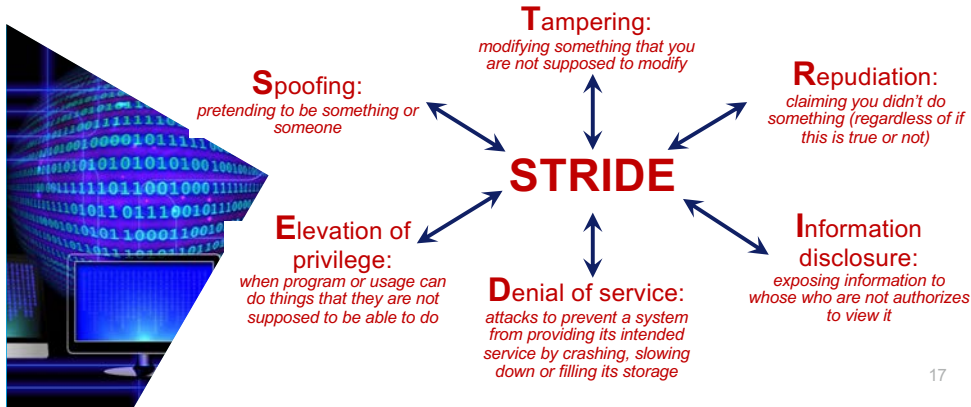 Tampering:
modifying something that you
are not supposed to modify
Spoofing:
pretending to be something or
someone
Repudiation:
claiming you didn’t do
something (regardless of if
this is true or not)
STRIDE
Elevation of
privilege:
when program or usage can
do things that they are not
supposed to be able to do
Denial of service:
attacks to prevent a system
from providing its intended
service by crashing, slowing
down or filling its storage
Information
disclosure:
exposing information to
whose who are not authorizes
to view it
17